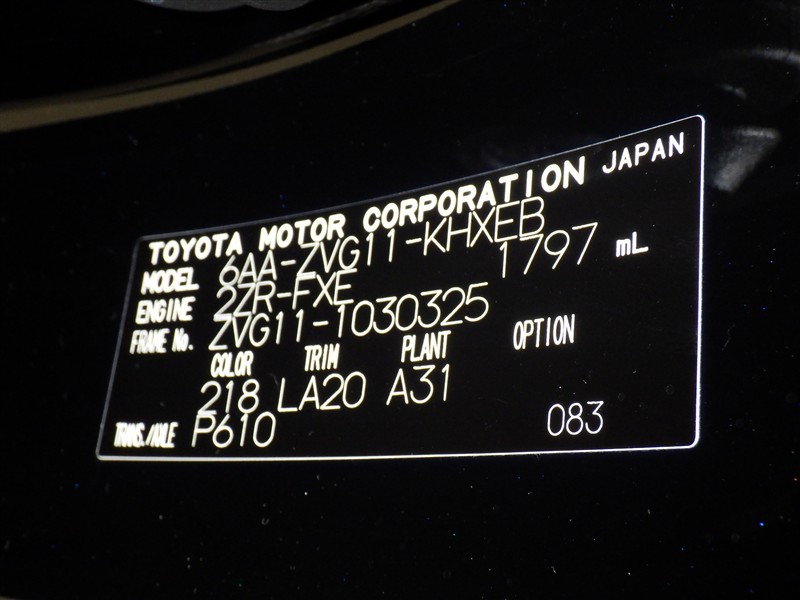 TOYOTA MOTOR CORPORATION JAPAN
MODEL 6AA-ZVG11-KHXEB
ENGINE 2ZR-FXE 1797 mL
FRAME No. ZVG11-1030325
COLOR TRIM PLANT OPTION
218 LA20 A31
TRANS./AXLE P610 083